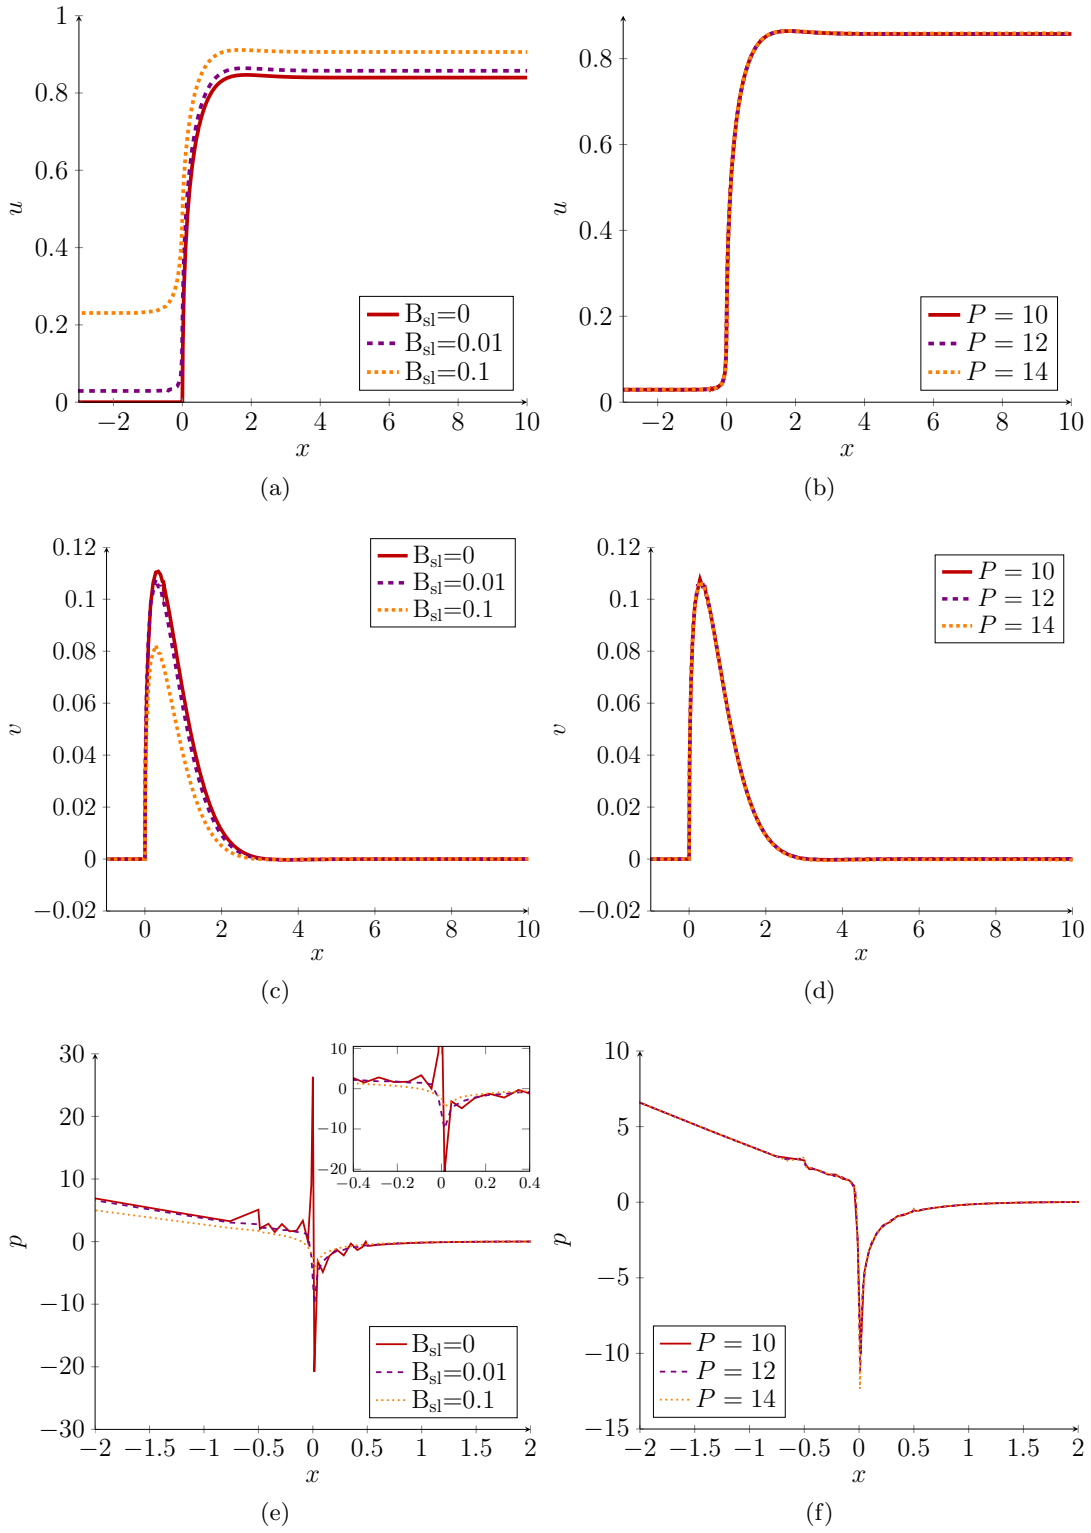 1
0.8
0.6
0.4
0.2
0
u
−2 0 2 4 6 8 10
x
B_sl=0
B_sl=0.01
B_sl=0.1
(a)
0.8
0.6
0.4
0.2
0
u
−2 0 2 4 6 8 10
x
P = 10
P = 12
P = 14
(b)
0.12
0.1
0.08
0.06
0.04
0.02
0
−0.02
v
0 2 4 6 8 10
x
B_sl=0
B_sl=0.01
B_sl=0.1
(c)
0.12
0.1
0.08
0.06
0.04
0.02
0
−0.02
v
0 2 4 6 8 10
x
P = 10
P = 12
P = 14
(d)
30
20
10
0
−10
−20
−30
p
−2 −1.5 −1 −0.5 0 0.5 1 1.5 2
x
10
0
−10
−20
−0.4 −0.2 0 0.2 0.4
B_sl=0
B_sl=0.01
B_sl=0.1
(e)
10
5
0
−5
−10
−15
p
−2 −1.5 −1 −0.5 0 0.5 1 1.5 2
x
P = 10
P = 12
P = 14
(f)